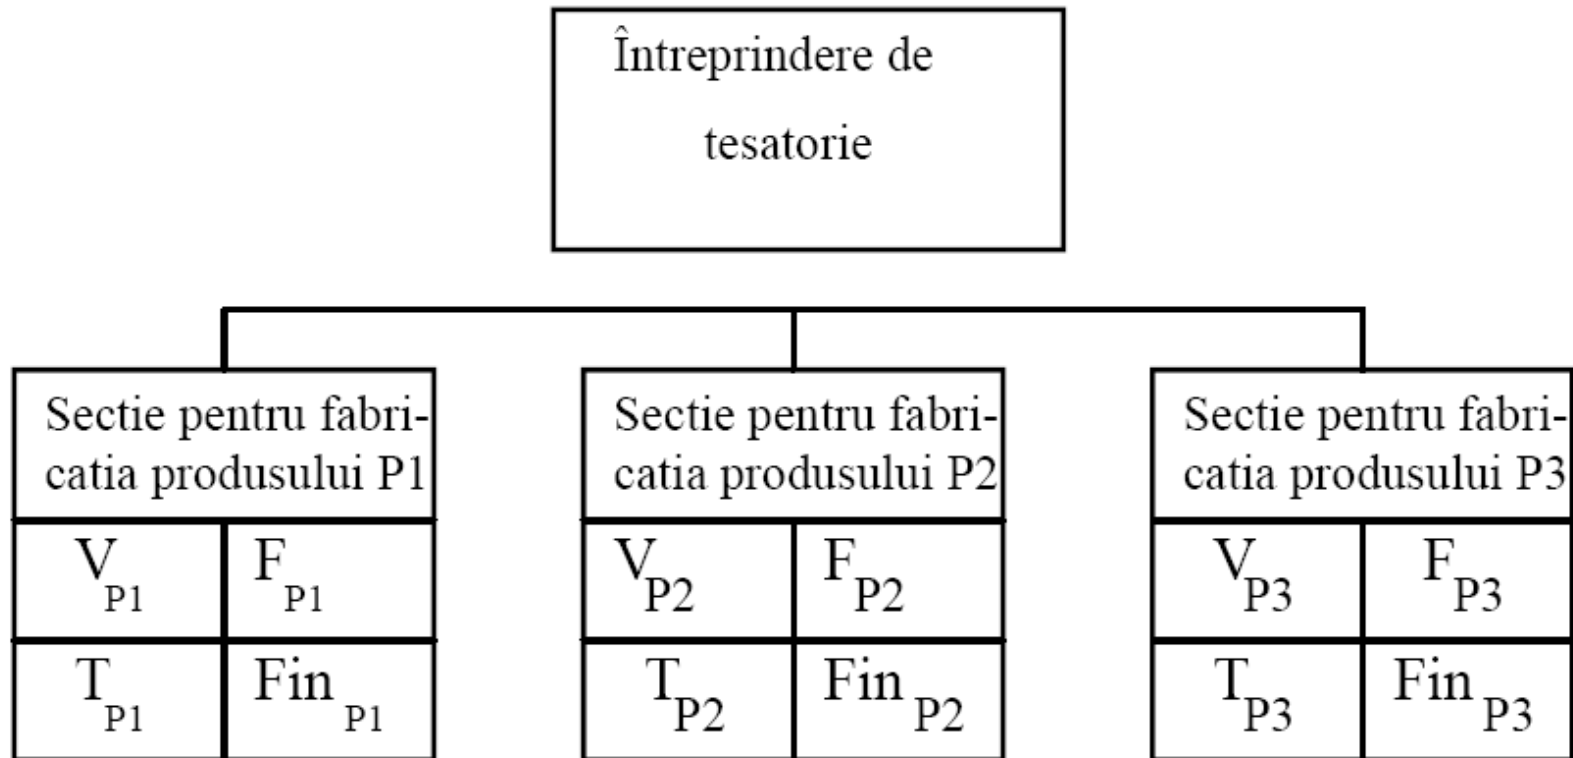 Întreprindere de
tesatorie
Sectie pentru fabri-
catia produsului P1
V P1 F P1
T P1 Fin P1
Sectie pentru fabri-
catia produsului P2
V P2 F P2
T P2 Fin P2
Sectie pentru fabri-
catia produsului P3
V P3 F P3
T P3 Fin P3